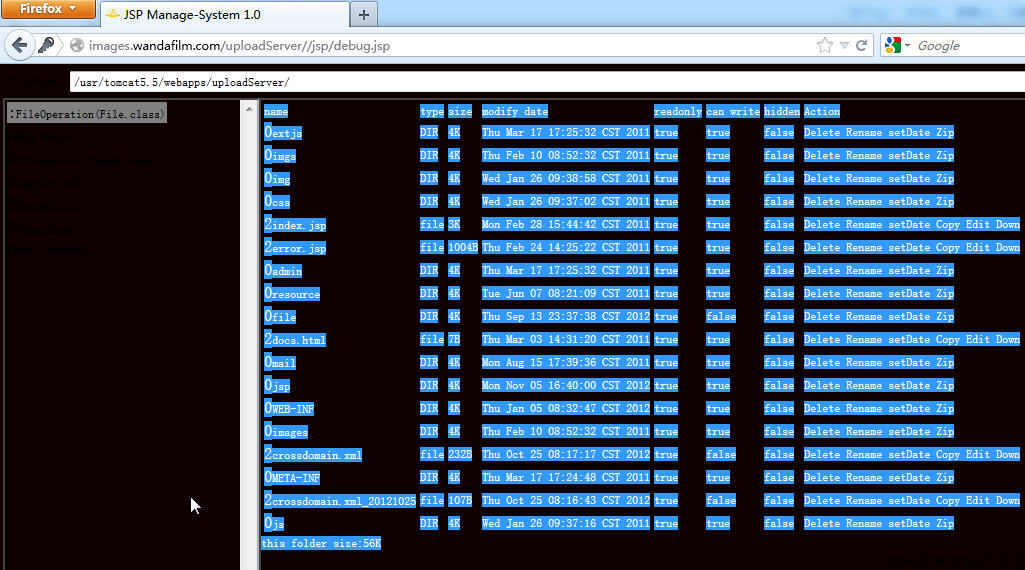 Firefox
JSP Manage-System 1.0
images.wandafilm.com/uploadServer//jsp/debug.jsp
Google
/usr/tomcat5.5/webapps/uploadServer/
:FileOperation(File.class)
name type size modify date readonly can write hidden Action
0extjs DIR 4K Thu Mar 17 17:25:32 CST 2011 true true false Delete Rename setDate Zip
0imgs DIR 4K Thu Feb 10 08:52:32 CST 2011 true true false Delete Rename setDate Zip
0img DIR 4K Wed Jan 26 09:38:58 CST 2011 true true false Delete Rename setDate Zip
0css DIR 4K Wed Jan 26 09:37:02 CST 2011 true true false Delete Rename setDate Zip
2index.jsp file 3K Mon Feb 28 15:44:42 CST 2011 true true false Delete Rename setDate Copy Edit Down
2error.jsp file 1004B Thu Feb 24 14:25:22 CST 2011 true true false Delete Rename setDate Copy Edit Down
0admin DIR 4K Thu Mar 17 17:25:32 CST 2011 true true false Delete Rename setDate Zip
0resource DIR 4K Tue Jun 07 08:21:09 CST 2011 true true false Delete Rename setDate Zip
0file DIR 4K Thu Sep 13 23:37:38 CST 2012 true false false Delete Rename setDate Zip
2docs.html file 7B Thu Mar 03 14:31:20 CST 2011 true true false Delete Rename setDate Copy Edit Down
0mail DIR 4K Mon Aug 15 17:39:36 CST 2011 true true false Delete Rename setDate Zip
0jsp DIR 4K Mon Nov 05 16:40:00 CST 2012 true true false Delete Rename setDate Zip
0WEB-INF DIR 4K Thu Jan 05 08:32:47 CST 2012 true true false Delete Rename setDate Zip
0images DIR 4K Thu Feb 10 08:52:32 CST 2011 true true false Delete Rename setDate Zip
2crossdomain.xml file 232B Thu Oct 25 08:17:17 CST 2012 true false false Delete Rename setDate Copy Edit Down
0META-INF DIR 4K Thu Mar 17 17:24:48 CST 2011 true true false Delete Rename setDate Zip
2crossdomain.xml_20121025 file 107B Thu Oct 25 08:16:43 CST 2012 true false false Delete Rename setDate Copy Edit Down
0js DIR 4K Wed Jan 26 09:37:16 CST 2011 true true false Delete Rename setDate Zip
this folder size:56K